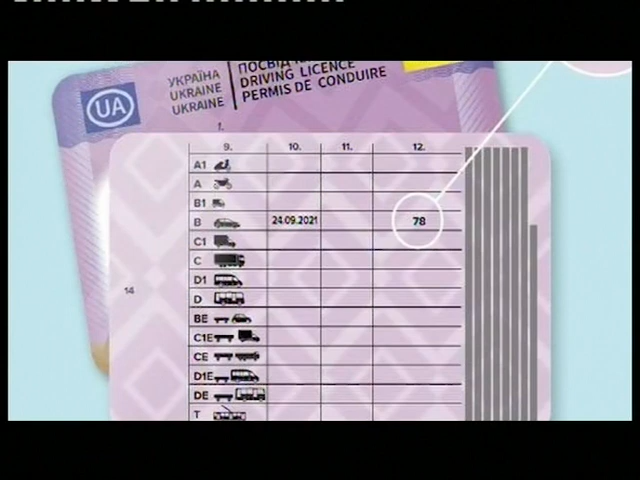 УКРАЇНА
UKRAINE
UKRAINE
DRIVING LICENCE
PERMIS DE CONDUIRE
UA
1.
9. 10. 11. 12.
A1
A
B1
B 24.09.2021 78
C1
C
D1
D
BE
C1E
CE
D1E
DE
T
14